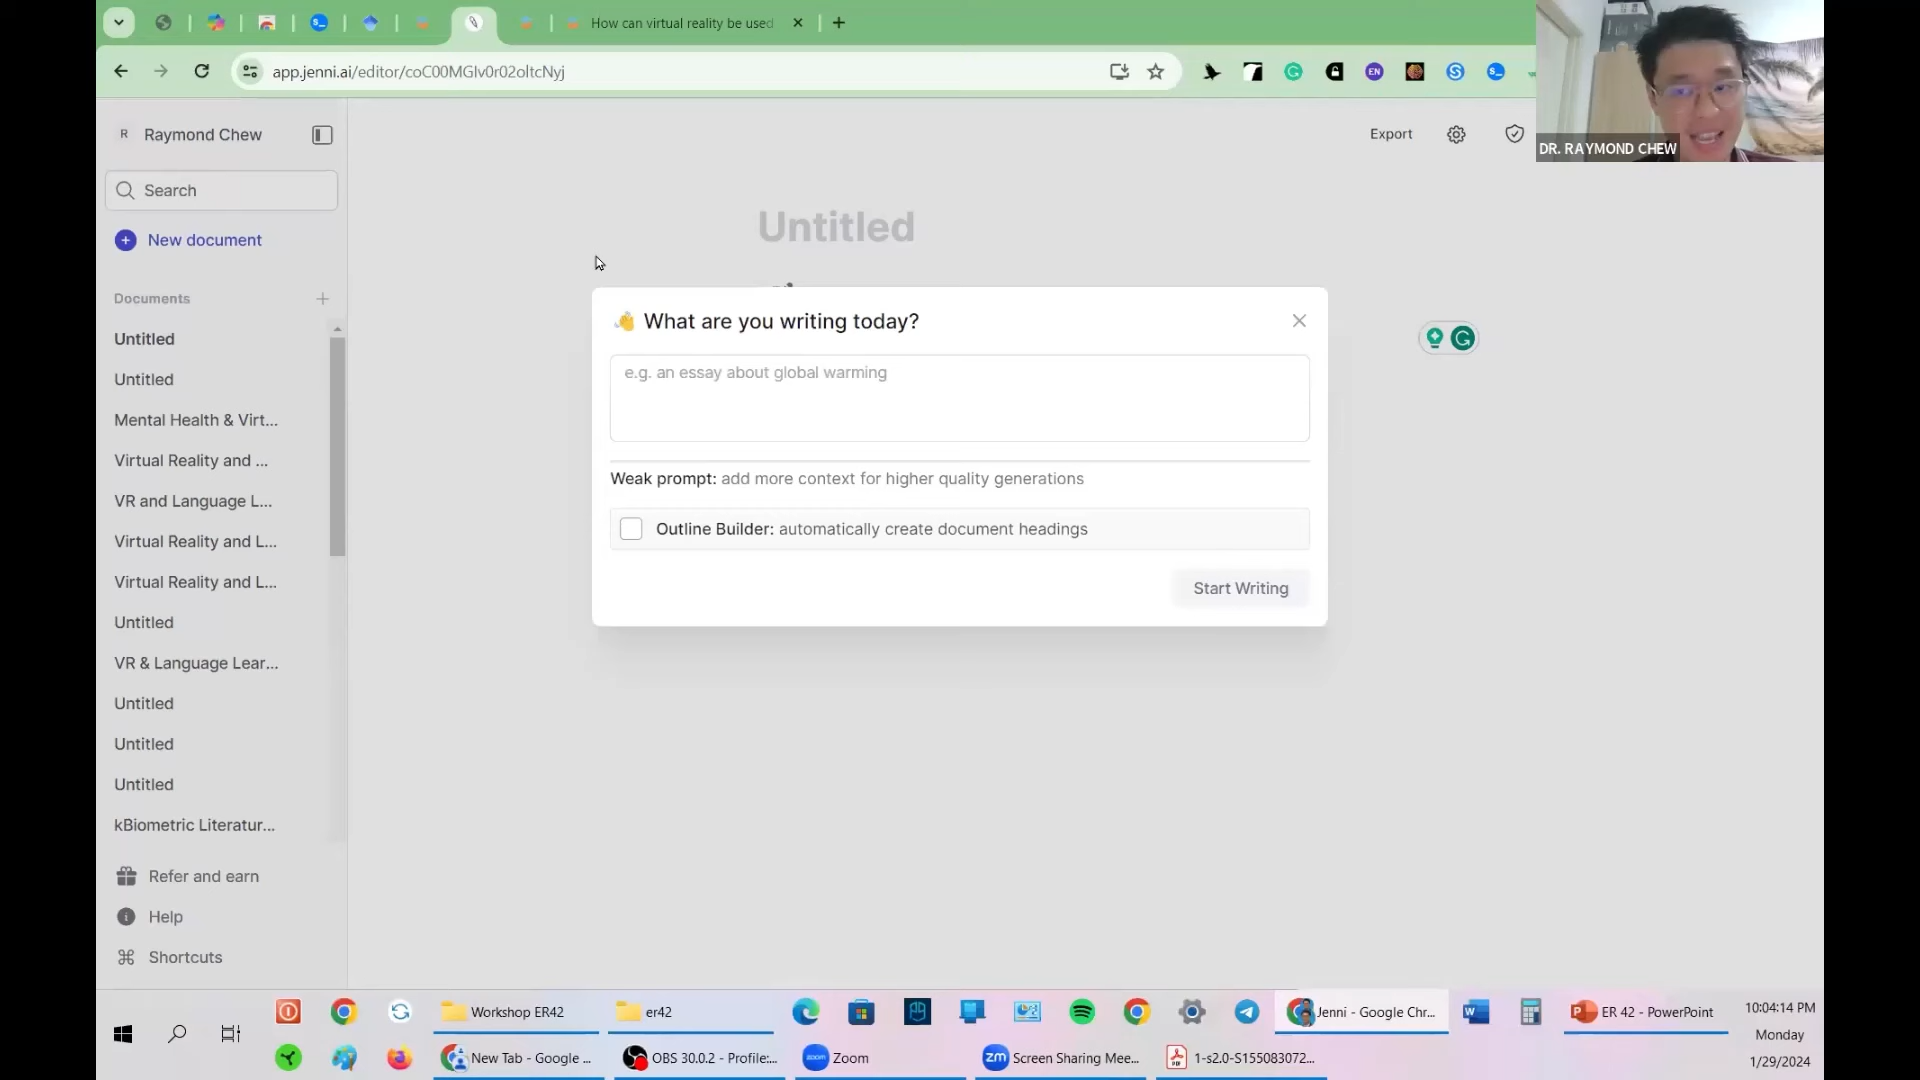 How can virtual reality be used
app.jenni.ai/editor/coC00MGlv0r02oltcNyj
EN
R Raymond Chew
Export
DR. RAYMOND CHEW
Search
New document
Untitled
Documents
What are you writing today?
Untitled
e.g. an essay about global warming
Untitled
Mental Health & Virt...
Virtual Reality and ...
Weak prompt: add more context for higher quality generations
VR and Language L...
Outline Builder: automatically create document headings
Virtual Reality and L...
Virtual Reality and L...
Start Writing
Untitled
VR & Language Lear...
Untitled
Untitled
Untitled
kBiometric Literatur...
Refer and earn
Help
Shortcuts
Workshop ER42
er42
Jenni - Google Chr...
ER 42 - PowerPoint
10:04:14 PM
Monday
1/29/2024
New Tab - Google ...
OBS 30.0.2 - Profile:...
zoom Zoom
zm Screen Sharing Mee...
1-s2.0-S155083072...